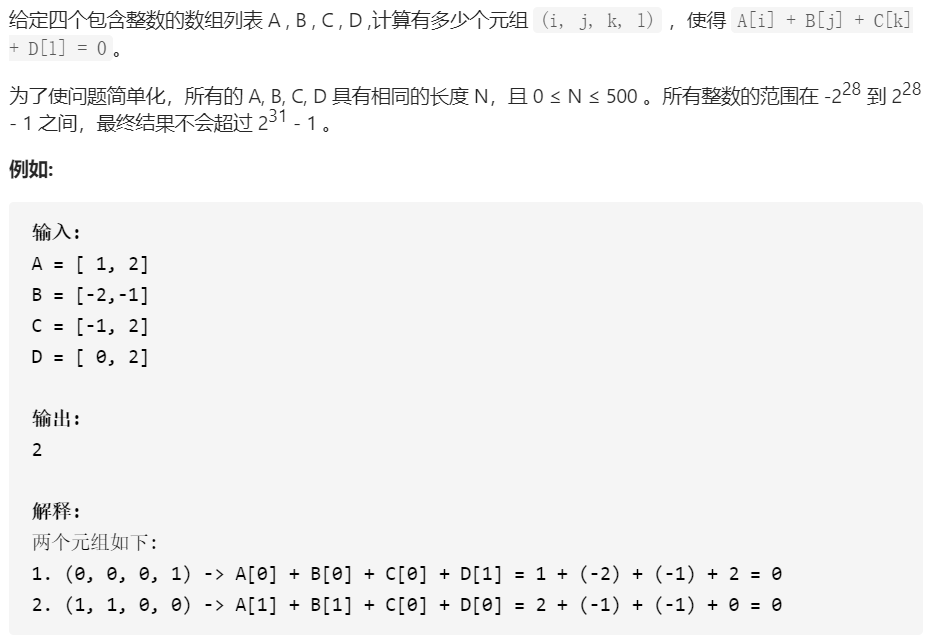 给定四个包含整数的数组列表 A , B , C , D ,计算有多少个元组 (i, j, k, l) ，使得 A[i] + B[j] + C[k]
+ D[l] = 0 。
为了使问题简单化，所有的 A, B, C, D 具有相同的长度 N，且 0 ≤ N ≤ 500 。所有整数的范围在 -2^28 到 2^28
- 1 之间，最终结果不会超过 2^31 - 1 。
例如:
输入:
A = [ 1, 2]
B = [-2,-1]
C = [-1, 2]
D = [ 0, 2]
输出:
2
解释:
两个元组如下:
1. (0, 0, 0, 1) -> A[0] + B[0] + C[0] + D[1] = 1 + (-2) + (-1) + 2 = 0
2. (1, 1, 0, 0) -> A[1] + B[1] + C[0] + D[0] = 2 + (-1) + (-1) + 0 = 0